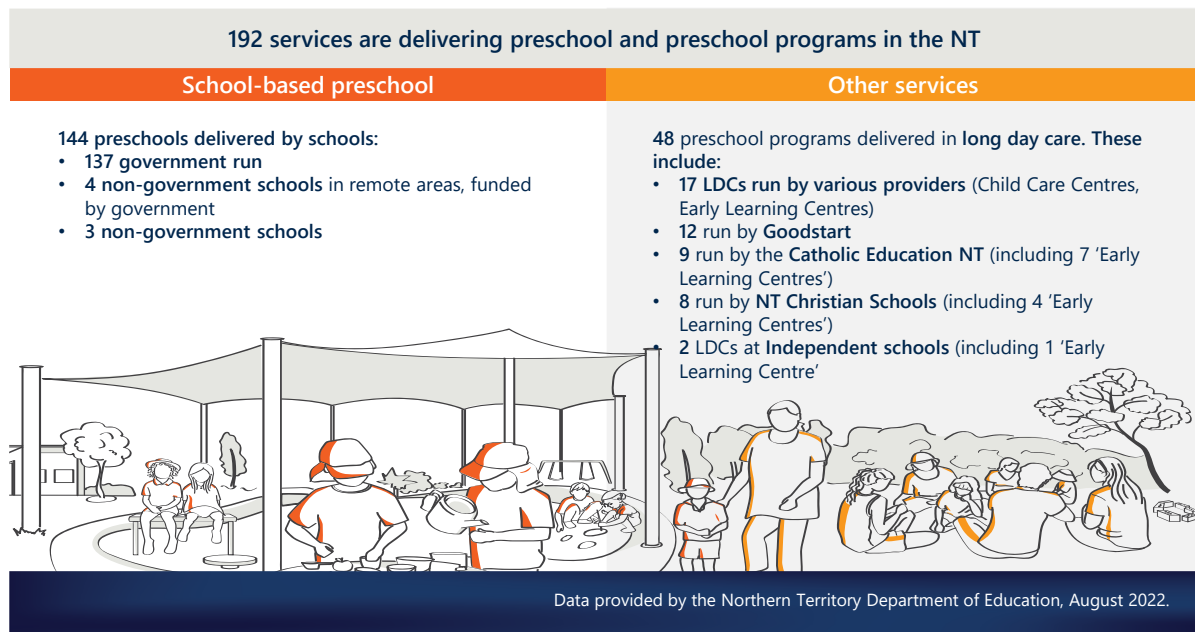 192 services are delivering preschool and preschool programs in the NT
School-based preschool
144 preschools delivered by schools:
• 137 government run
• 4 non-government schools in remote areas, funded
by government
• 3 non-government schools
Other services
48 preschool programs delivered in long day care. These
include:
• 17 LDCs run by various providers (Child Care Centres,
Early Learning Centres)
• 12 run by Goodstart
• 9 run by the Catholic Education NT (including 7 ‘Early
Learning Centres’)
• 8 run by NT Christian Schools (including 4 ‘Early
Learning Centres’)
• 2 LDCs at Independent schools (including 1 ‘Early
Learning Centre’
Data provided by the Northern Territory Department of Education, August 2022.